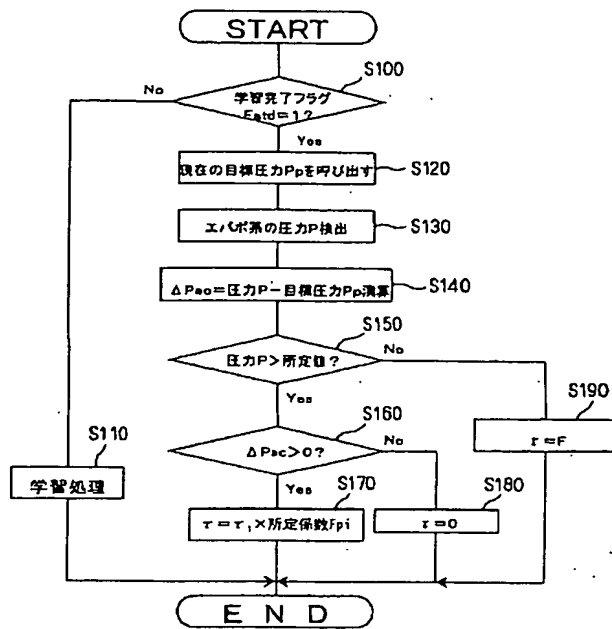 START
S100
No
学習完了フラグ
Fstd=1?
Yes
現在の目標圧力Ppを呼び出す
S120
エバポ系の圧力P検出
S130
ΔPac=圧力P-目標圧力Pp演算
S140
S150
圧力P>所定値?
No
Yes
S160
S190
τ=F
ΔPac>0?
No
S110
学習処理
Yes
S170
S180
τ=τ₁×所定係数Fpi
τ=0
END